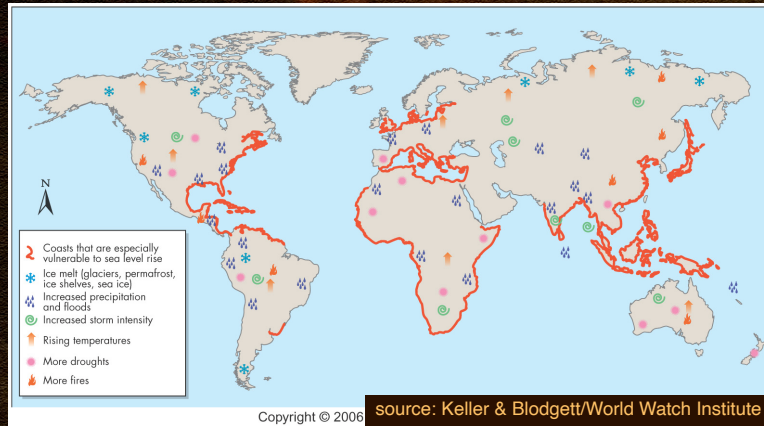 N
Coasts that are especially
vulnerable to sea level rise
Ice melt (glaciers, permafrost,
ice shelves, sea ice)
Increased precipitation
and floods
Increased storm intensity
Rising temperatures
More droughts
More fires
Copyright © 2006
source: Keller & Blodgett/World Watch Institute